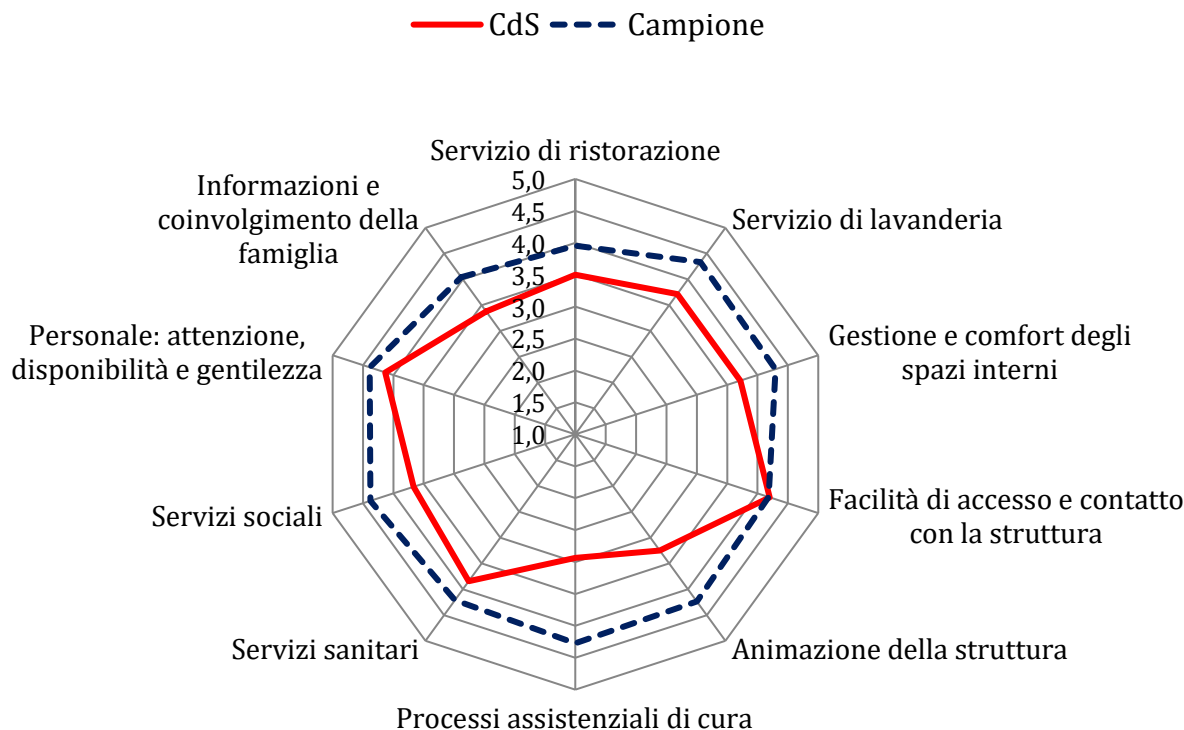 CdS
Campione
Servizio di ristorazione
Informazioni e
coinvolgimento della
famiglia
Servizio di lavanderia
5,0
4,5
4,0
3,5
3,0
2,5
2,0
1,5
1,0
Personale: attenzione,
disponibilità e gentilezza
Gestione e comfort degli
spazi interni
Servizi sociali
Facilità di accesso e contatto
con la struttura
Servizi sanitari
Animazione della struttura
Processi assistenziali di cura